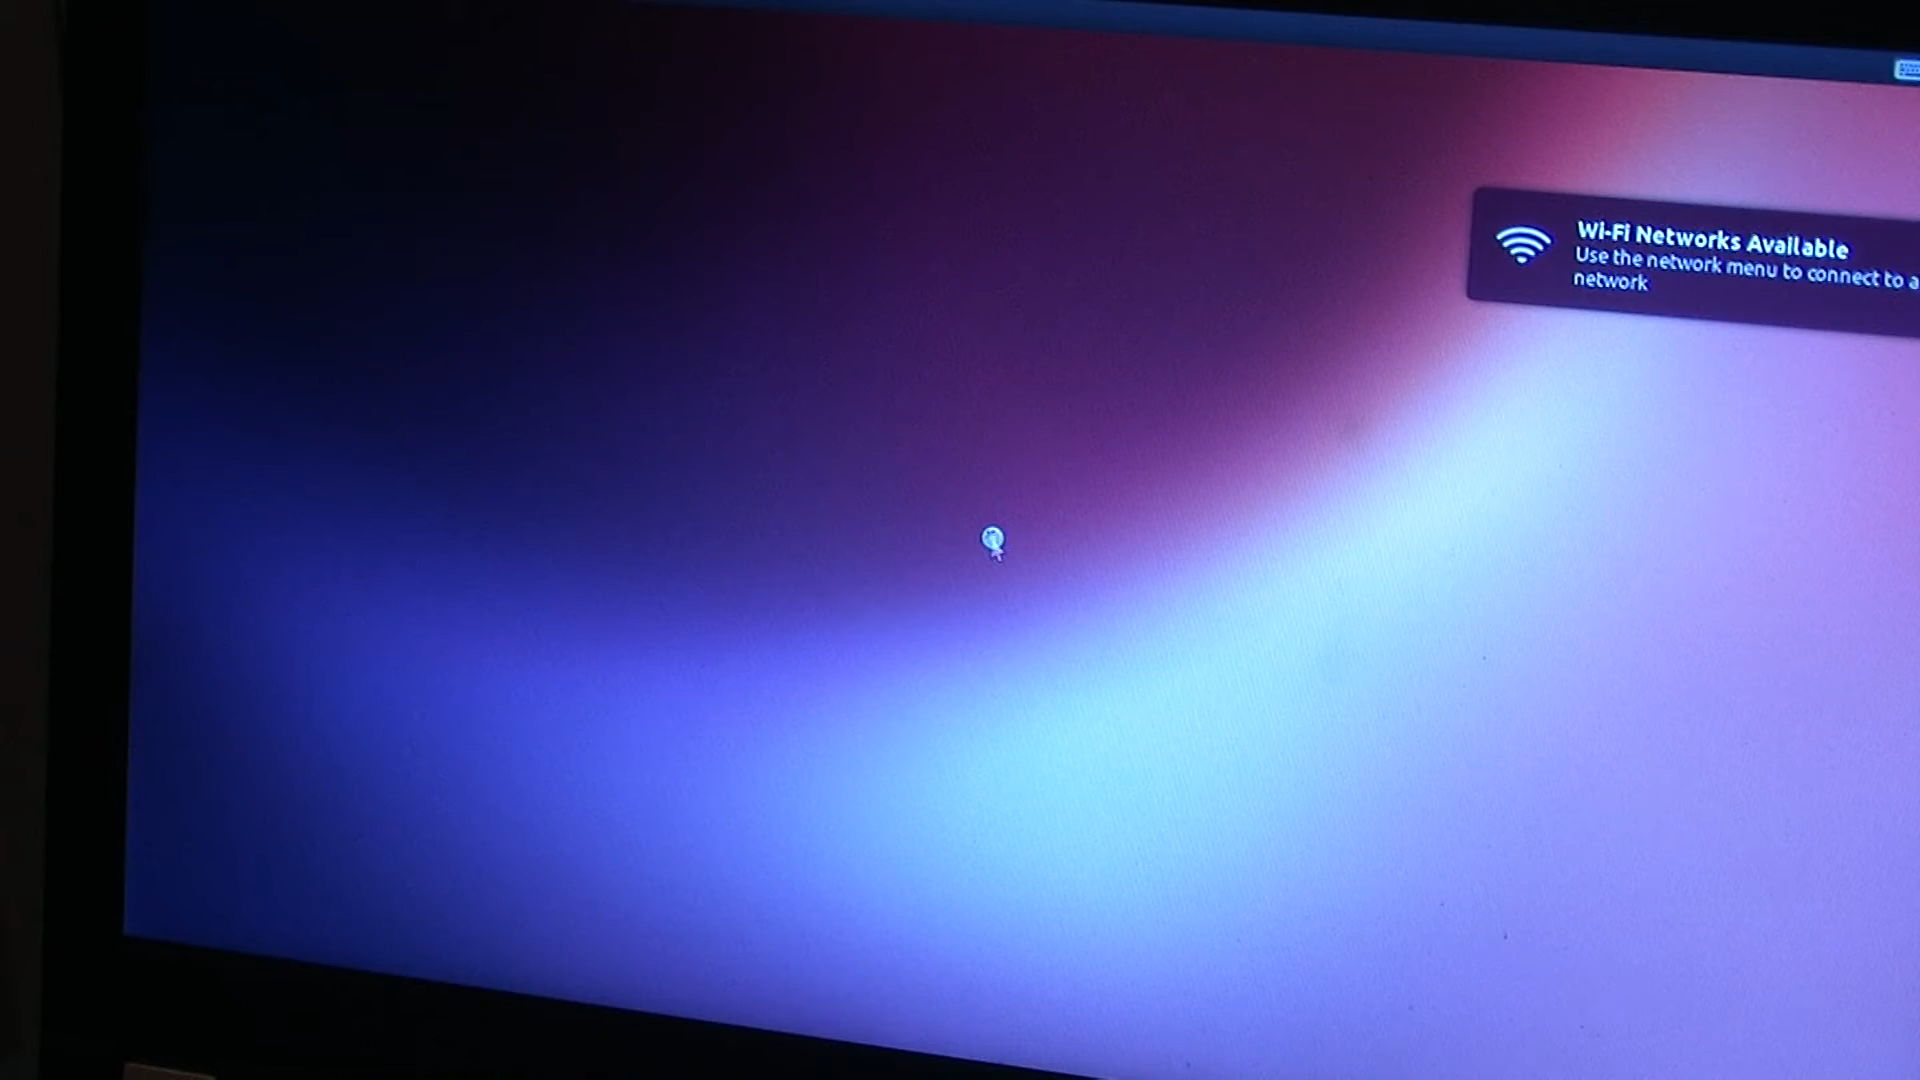 Wi-Fi Networks Available
Use the network menu to connect to a
network